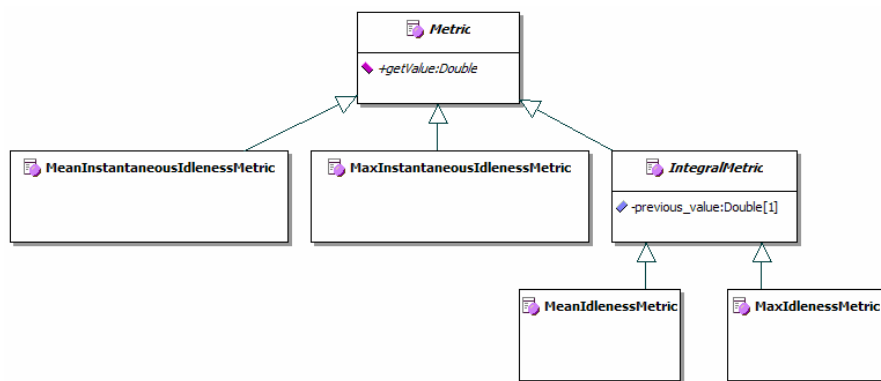 Metric
+getValue:Double
MeanInstantaneousIdlenessMetric
MaxInstantaneousIdlenessMetric
IntegralMetric
-previous_value:Double[1]
MeanIdlenessMetric
MaxIdlenessMetric